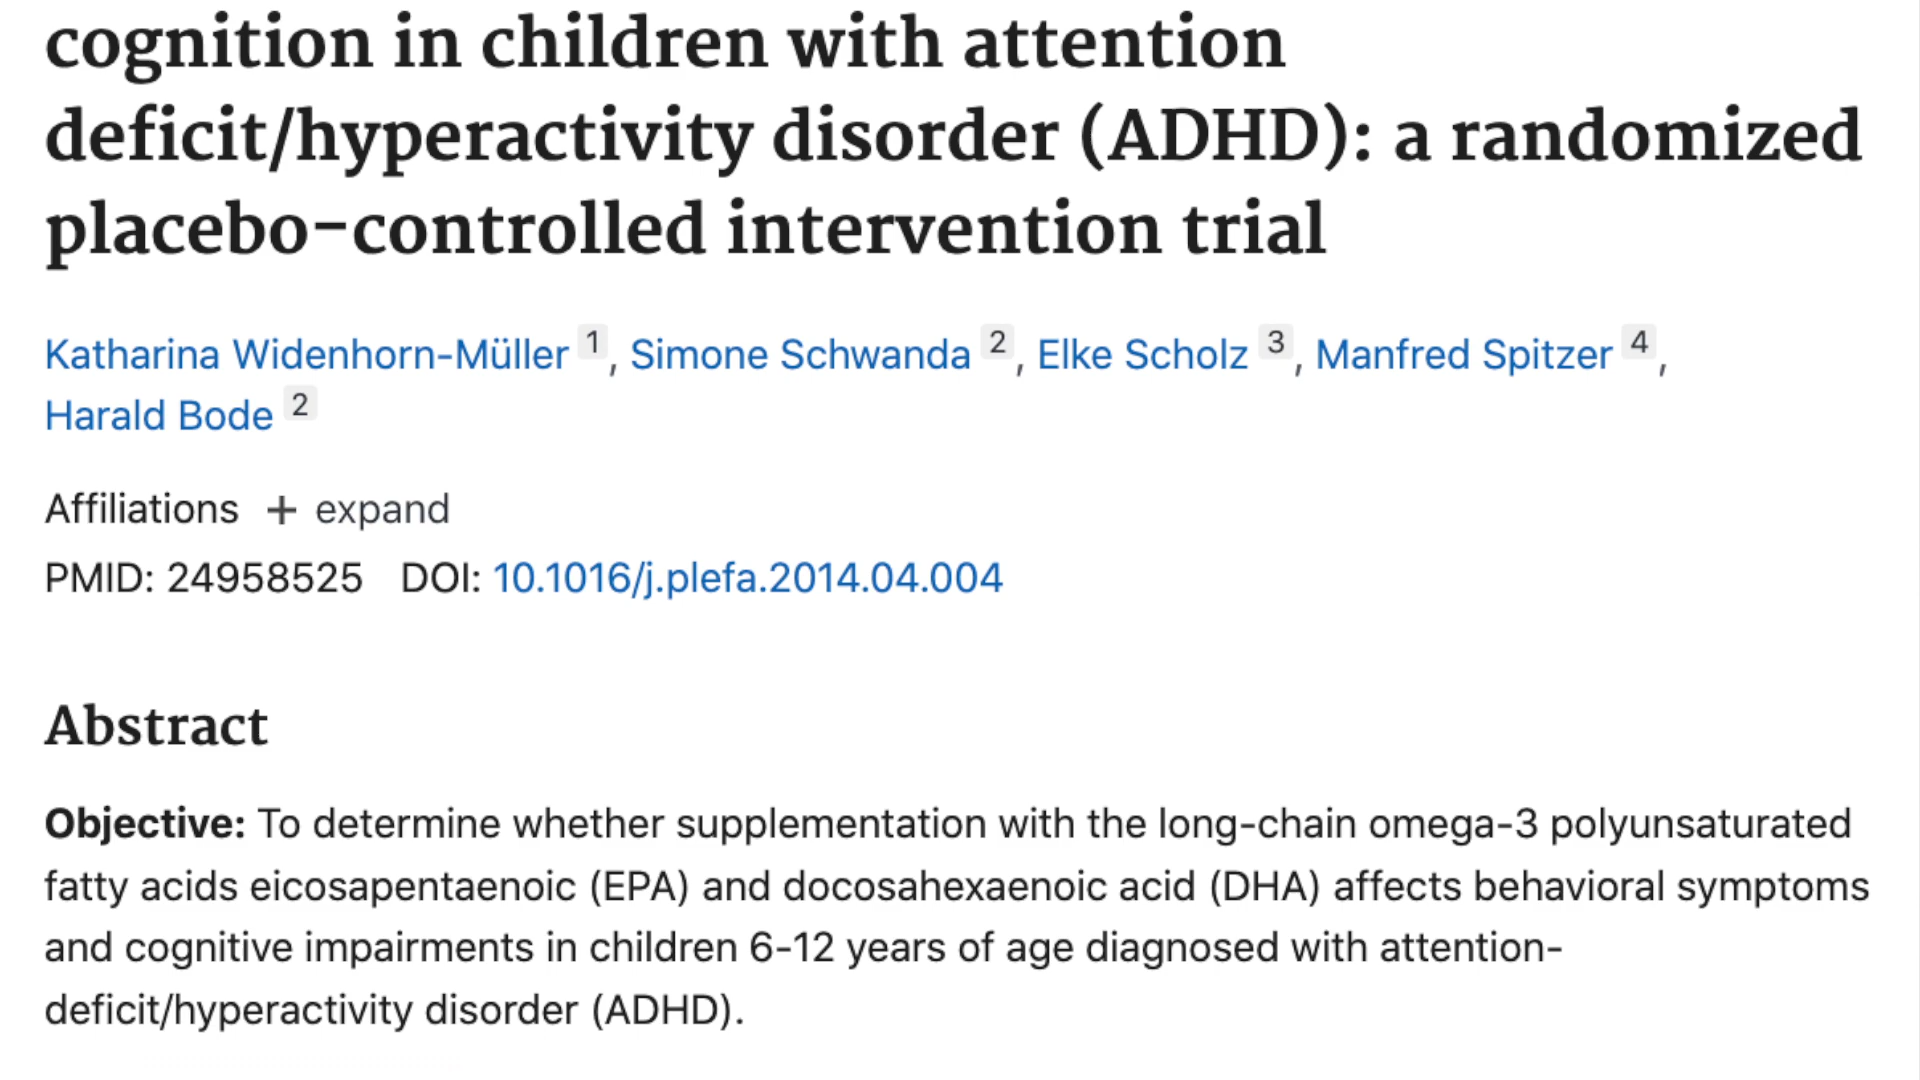 cognition in children with attention
deficit/hyperactivity disorder (ADHD): a randomized
placebo-controlled intervention trial
Katharina Widenhorn-Müller 1, Simone Schwanda 2, Elke Scholz 3, Manfred Spitzer 4,
Harald Bode 2
Affiliations + expand
PMID: 24958525 DOI: 10.1016/j.plefa.2014.04.004
Abstract
Objective: To determine whether supplementation with the long-chain omega-3 polyunsaturated
fatty acids eicosapentaenoic (EPA) and docosahexaenoic acid (DHA) affects behavioral symptoms
and cognitive impairments in children 6-12 years of age diagnosed with attention-
deficit/hyperactivity disorder (ADHD).